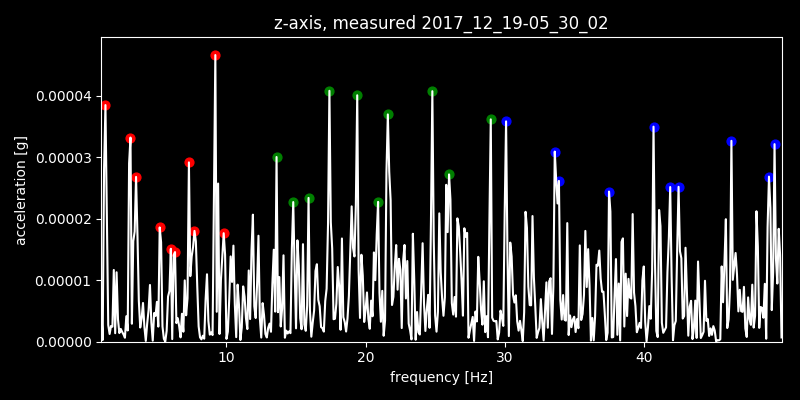 z-axis, measured 2017_12_19-05_30_02
0.00004
0.00003
0.00002
0.00001
0.00000
acceleration [g]
10 20 30 40
frequency [Hz]